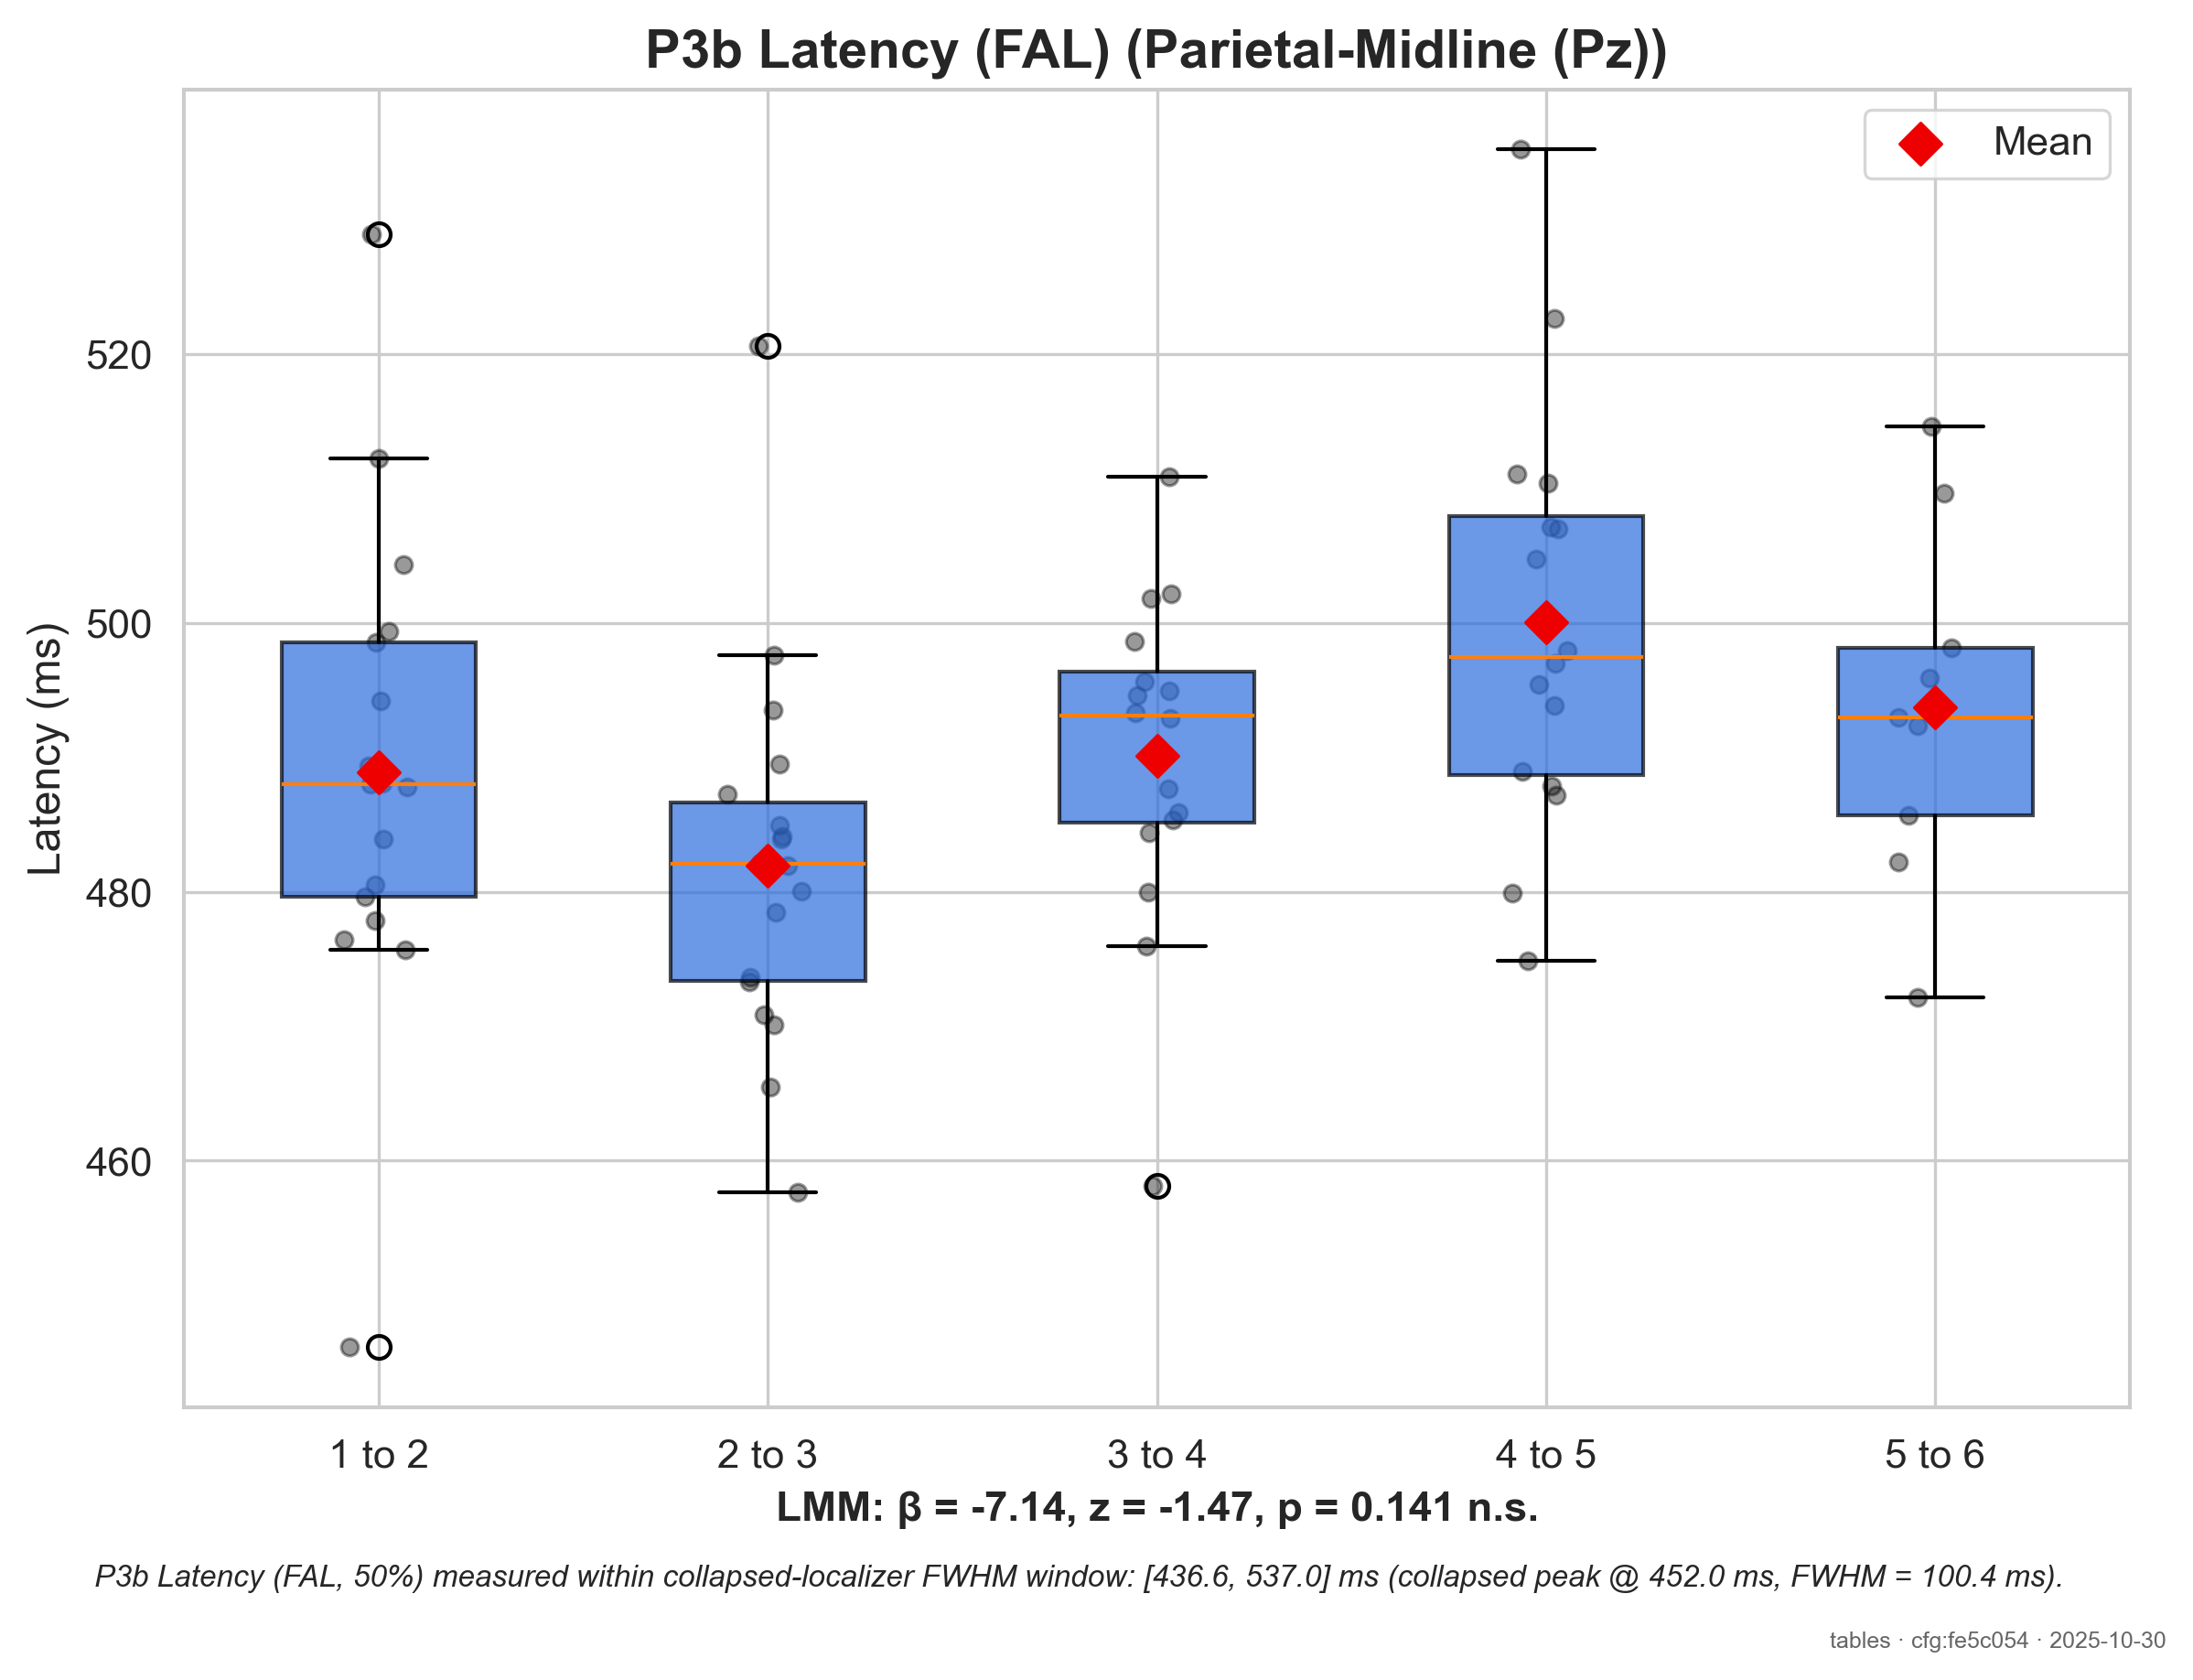 P3b Latency (FAL) (Parietal-Midline (Pz))
Mean
Latency (ms)
520
500
480
460
1 to 2
2 to 3
3 to 4
4 to 5
5 to 6
LMM: β = -7.14, z = -1.47, p = 0.141 n.s.
P3b Latency (FAL, 50%) measured within collapsed-localizer FWHM window: [436.6, 537.0] ms (collapsed peak @ 452.0 ms, FWHM = 100.4 ms).
tables · cfg:fe5c054 · 2025-10-30